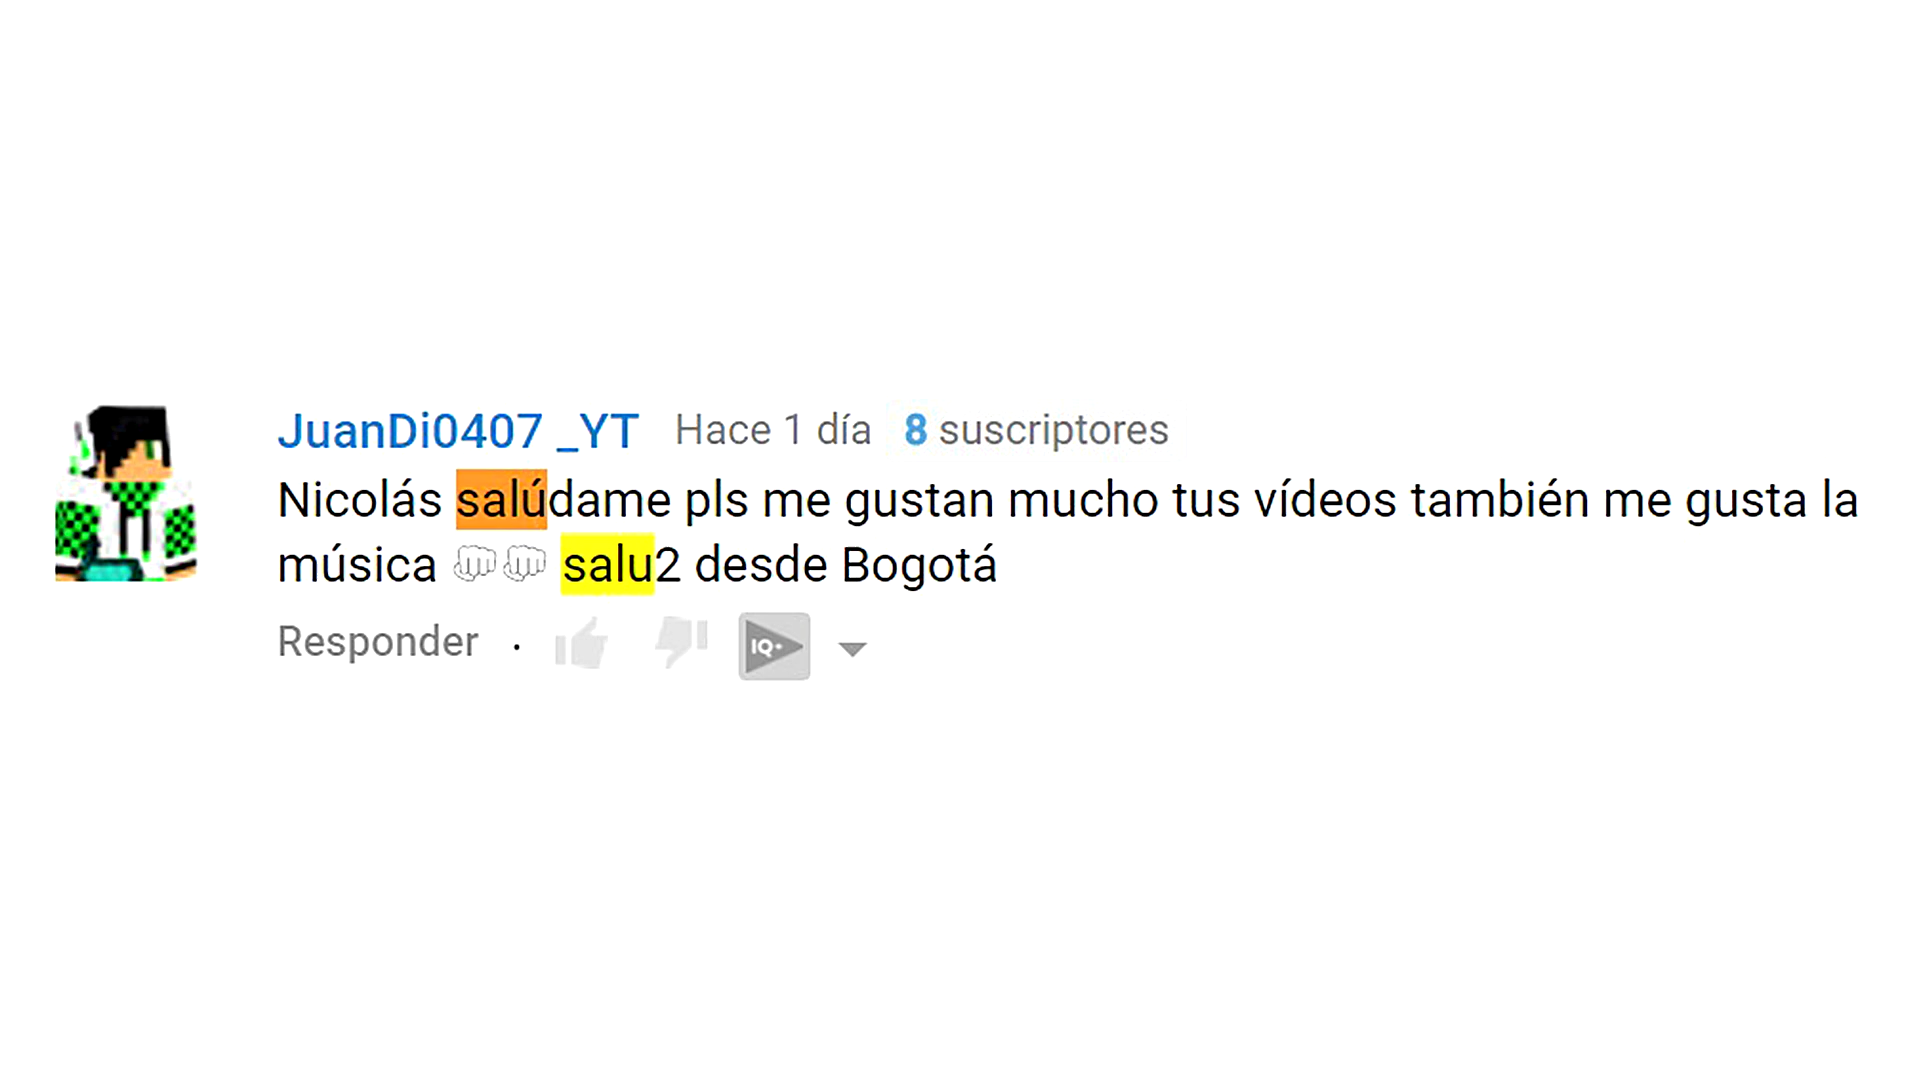 JuanDi0407 _YT Hace 1 día 8 suscriptores
Nicolás salúdame pls me gustan mucho tus vídeos también me gusta la
música 👊👊 salu2 desde Bogotá
Responder · IQ+